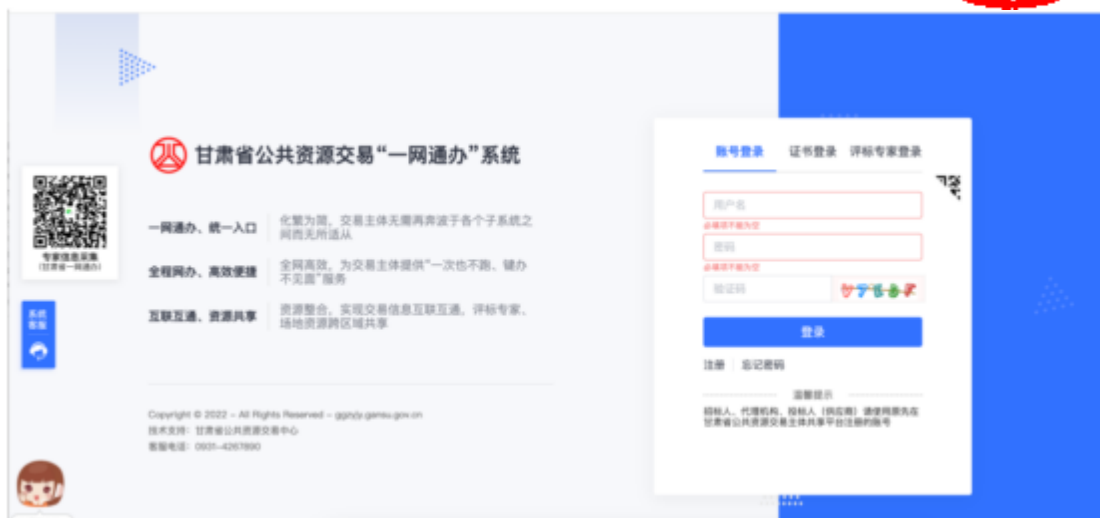 甘肃省公共资源交易“一网通办”系统
一网通办、统一入口
化繁为简，交易主体无需再奔波于各个子系统之
间而无所适从
全程网办、高效便捷
全网高效，为交易主体提供“一次也不跑、键办
不见面”服务
互联互通、资源共享
资源整合，实现交易信息互联互通，评标专家、
场地资源跨区域共享
Copyright © 2022 - All Rights Reserved - ggzyjy.gansu.gov.cn
技术支持：甘肃省公共资源交易中心
客服电话：0931-4267890
专家信息采集
(甘肃省一网通办)
系统
客服
账号登录 证书登录 评标专家登录
用户名
必填项不能为空
密码
必填项不能为空
验证码
登录
注册 忘记密码
温馨提示
招标人、代理机构、投标人（供应商）请使用原先在
甘肃省公共资源交易主体共享平台注册的账号